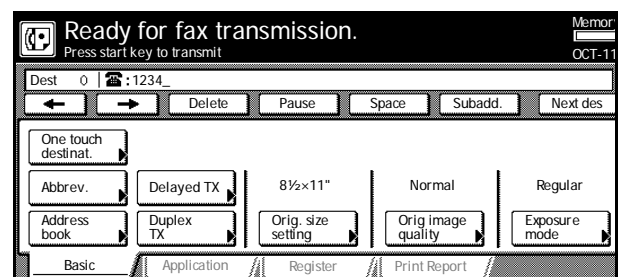 Ready for fax transmission.
Press start key to transmit
Memor
OCT-11
Dest 0 ☎:1234_
Delete Pause Space Subadd. Next des
One touch
destinat.
Abbrev. Delayed TX 8½×11" Normal Regular
Address
book
Duplex
TX
Orig. size
setting
Orig image
quality
Exposure
mode
Basic Application Register Print Report